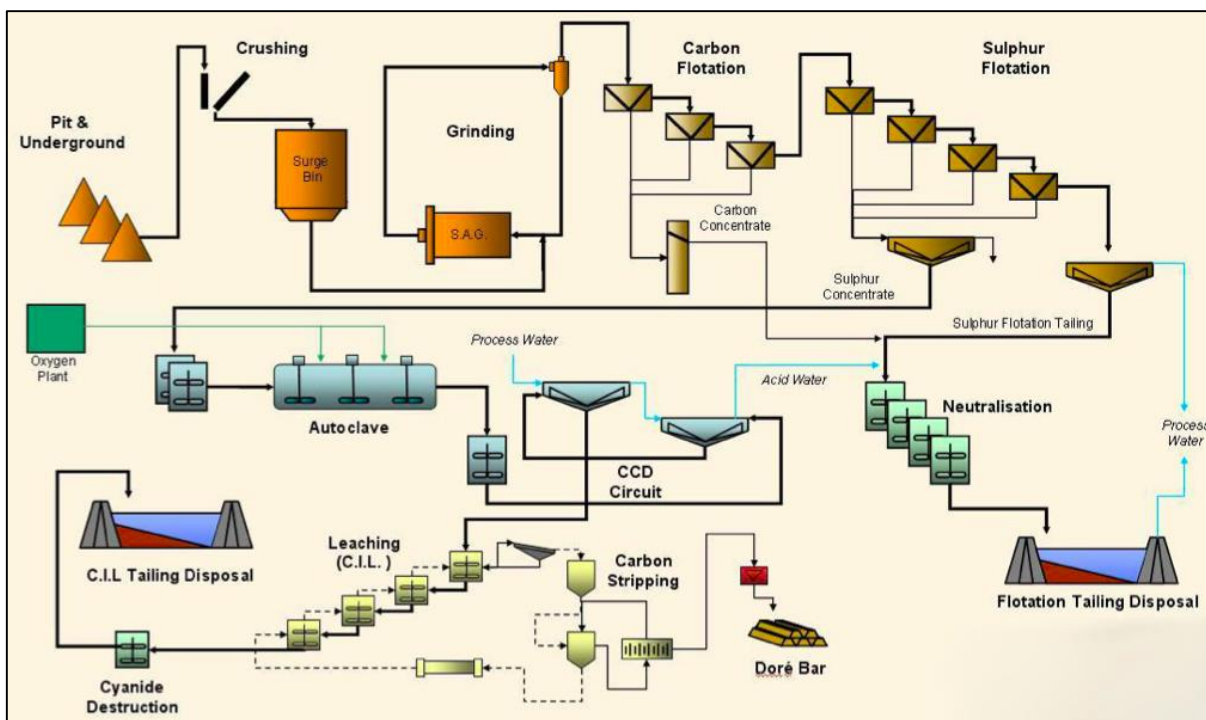 Crushing
Carbon
Flotation
Sulphur
Flotation
Pit &
Underground
Grinding
Surge
Bin
S.A.G.
Carbon
Concentrate
Sulphur
Concentrate
Sulphur Flotation Tailing
Oxygen
Plant
Process Water
Acid Water
Autoclave
Neutralisation
Process
Water
CCD
Circuit
Leaching
(C.I.L.)
Carbon
Stripping
C.I.L Tailing Disposal
Flotation Tailing Disposal
Doré Bar
Cyanide
Destruction